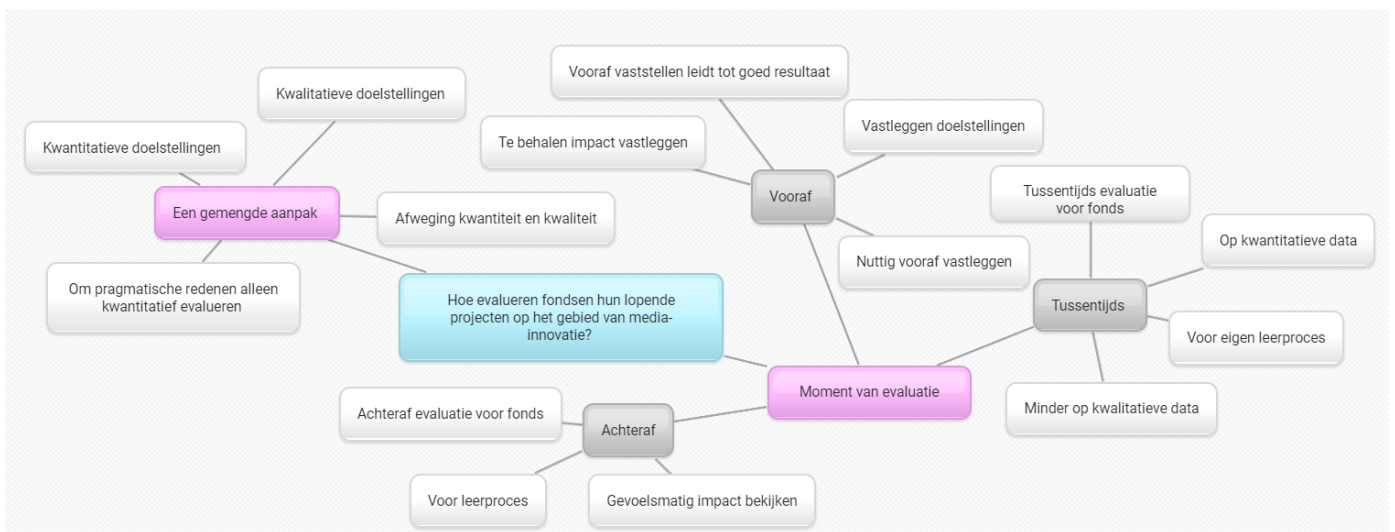 Vooraf vaststellen leidt tot goed resultaat
Kwalitatieve doelstellingen
Vastleggen doelstellingen
Kwantitatieve doelstellingen
Te behalen impact vastleggen
Vooraf
Tussentijds evaluatie
voor fonds
Een gemengde aanpak
Afweging kwantiteit en kwaliteit
Op kwantitatieve data
Nuttig vooraf vastleggen
Om pragmatische redenen alleen
kwantitatief evalueren
Hoe evalueren fondsen hun lopende
projecten op het gebied van media-
innovatie?
Tussentijds
Voor eigen leerproces
Moment van evaluatie
Minder op kwalitatieve data
Achteraf evaluatie voor fonds
Achteraf
Voor leerproces
Gevoelsmatig impact bekijken